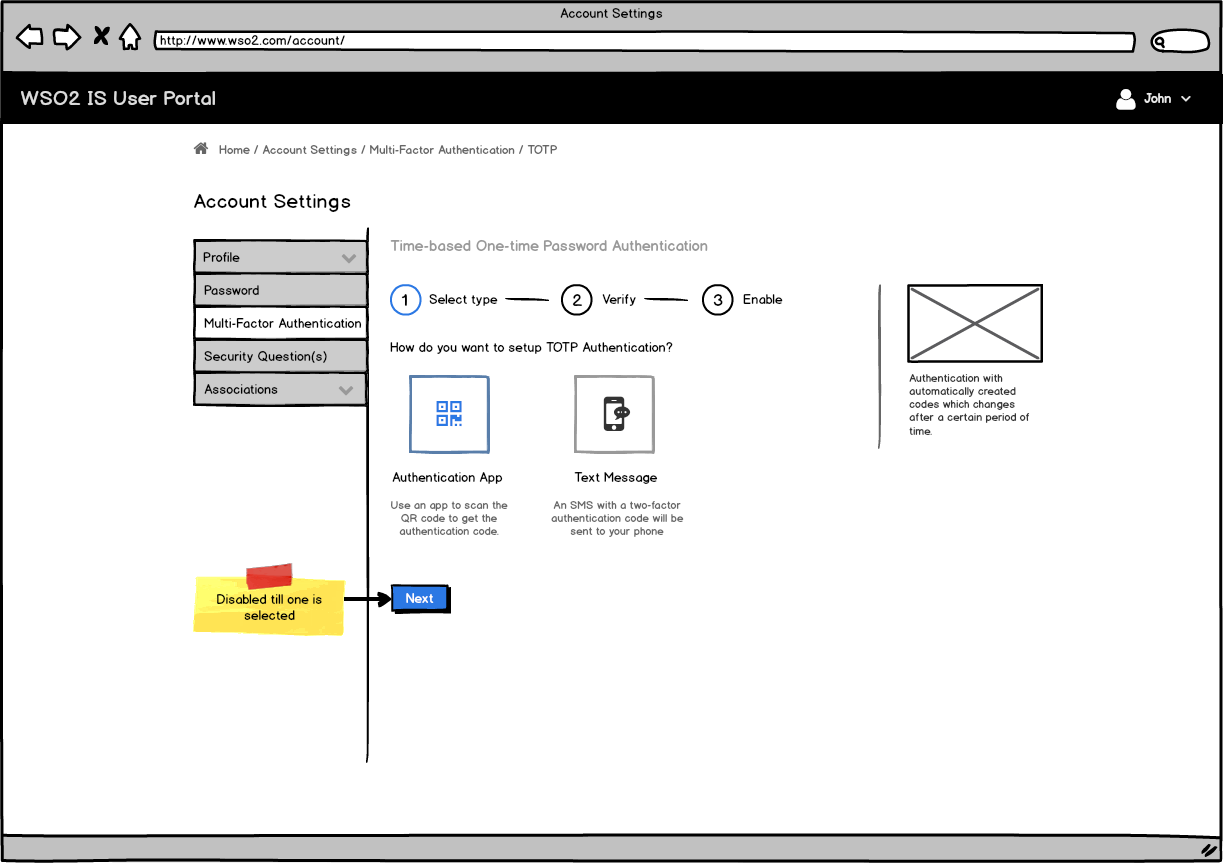 Account Settings
http://www.wso2.com/account/
WSO2 IS User Portal
John
Home / Account Settings / Multi-Factor Authentication / TOTP
Account Settings
Profile
Password
Multi-Factor Authentication
Security Question(s)
Associations
Time-based One-time Password Authentication
1 Select type 2 Verify 3 Enable
How do you want to setup TOTP Authentication?
Authentication App
Use an app to scan the
QR code to get the
authentication code.
Text Message
An SMS with a two-factor
authentication code will be
sent to your phone
Authentication with
automatically created
codes which changes
after a certain period of
time.
Disabled till one is
selected
Next